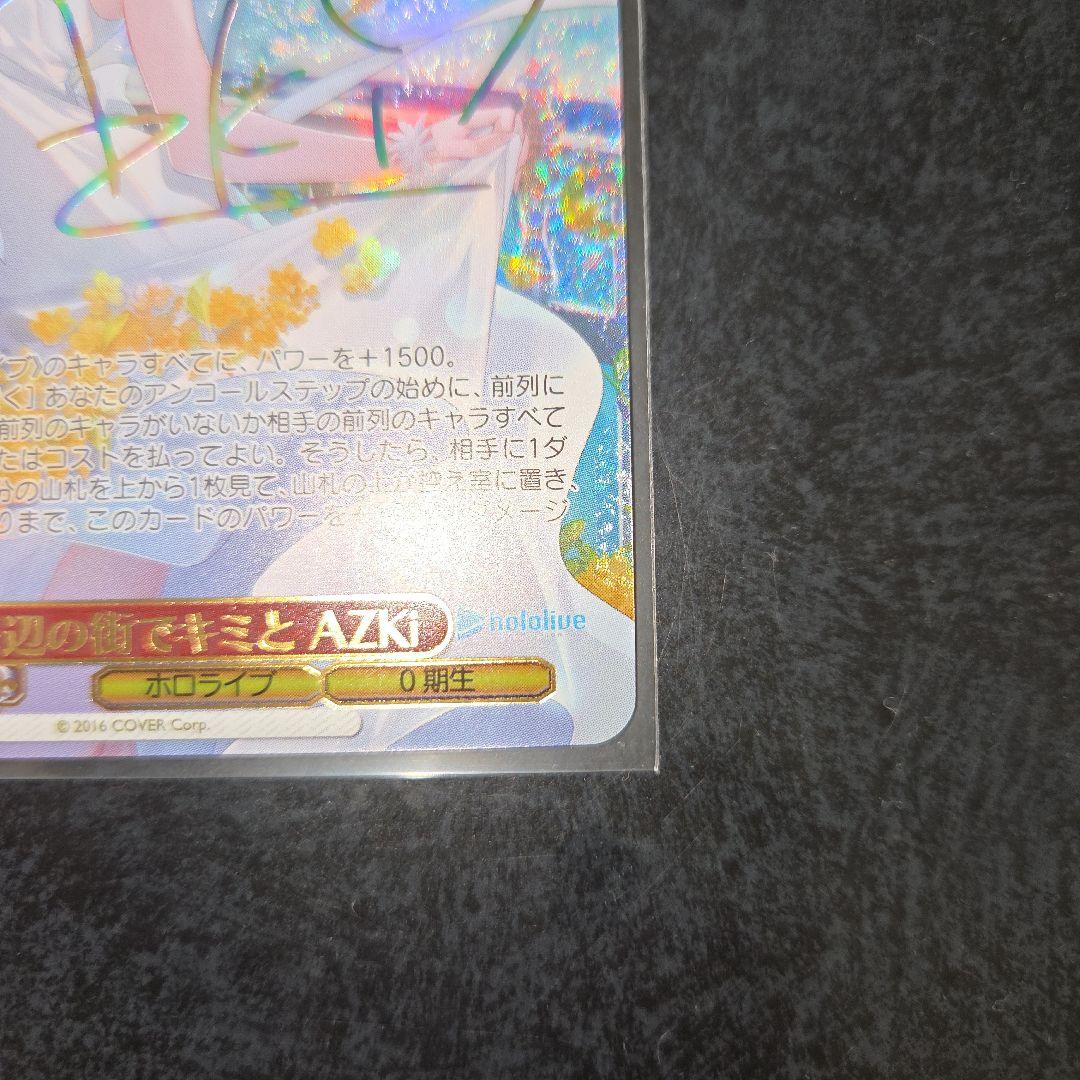 イブ》のキャラすべてに、パワーを＋1500。
く］あなたのアンコールステップの始めに、前列に
前列のキャラがいないか相手の前列のキャラすべて
たはコストを払ってよい。そうしたら、相手に1ダ
分の山札を上から1枚見て、山札の上か控え室に置き、
りまで、このカードのパワーを メージ
辺の街でキミと AZKi
hololive
ホロライブ
0期生
© 2016 COVER Corp.